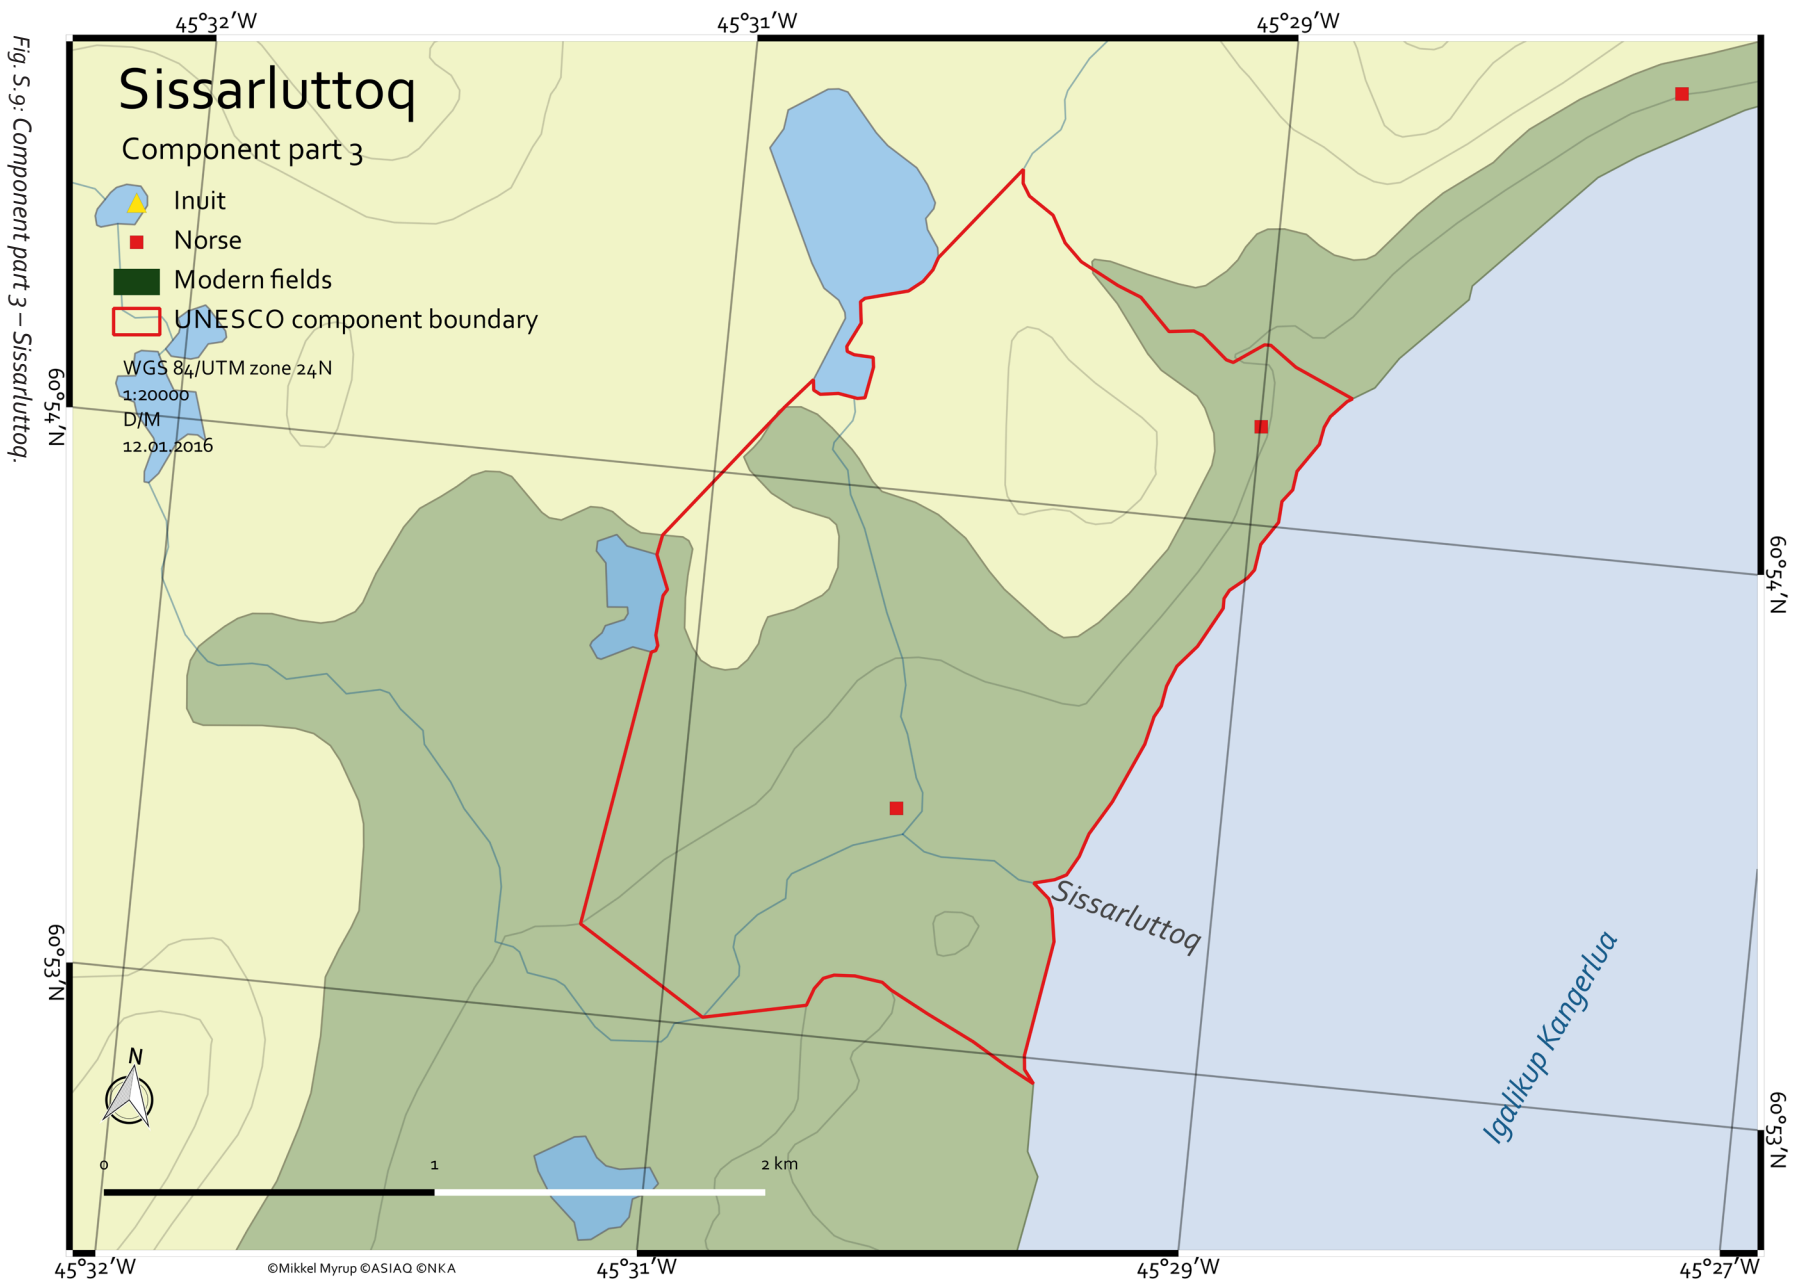 Fig. S.9: Component part 3 – Sissarluttoq.
45°32’W
45°31’W
45°29’W
Sissarluttoq
Component part 3
Inuit
Norse
Modern fields
UNESCO component boundary
WGS 84/UTM zone 24N
1:20000
D/M
12.01.2016
60°54’N
60°54’N
Sissarluttoq
Igalikup Kangerlua
60°53’N
60°53’N
N
0 1 2 km
45°32’W
©Mikkel Myrup ©ASIAQ ©NKA
45°31’W
45°29’W
45°27’W